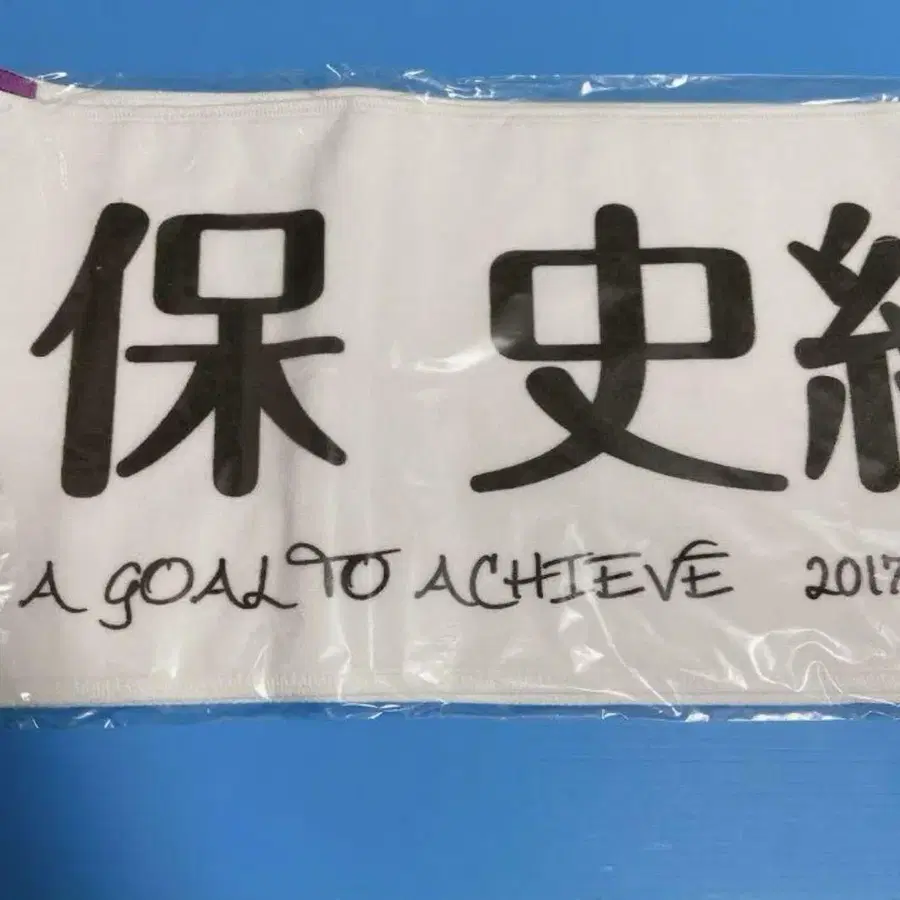 保 史
A GOAL TO ACHIEVE 2017